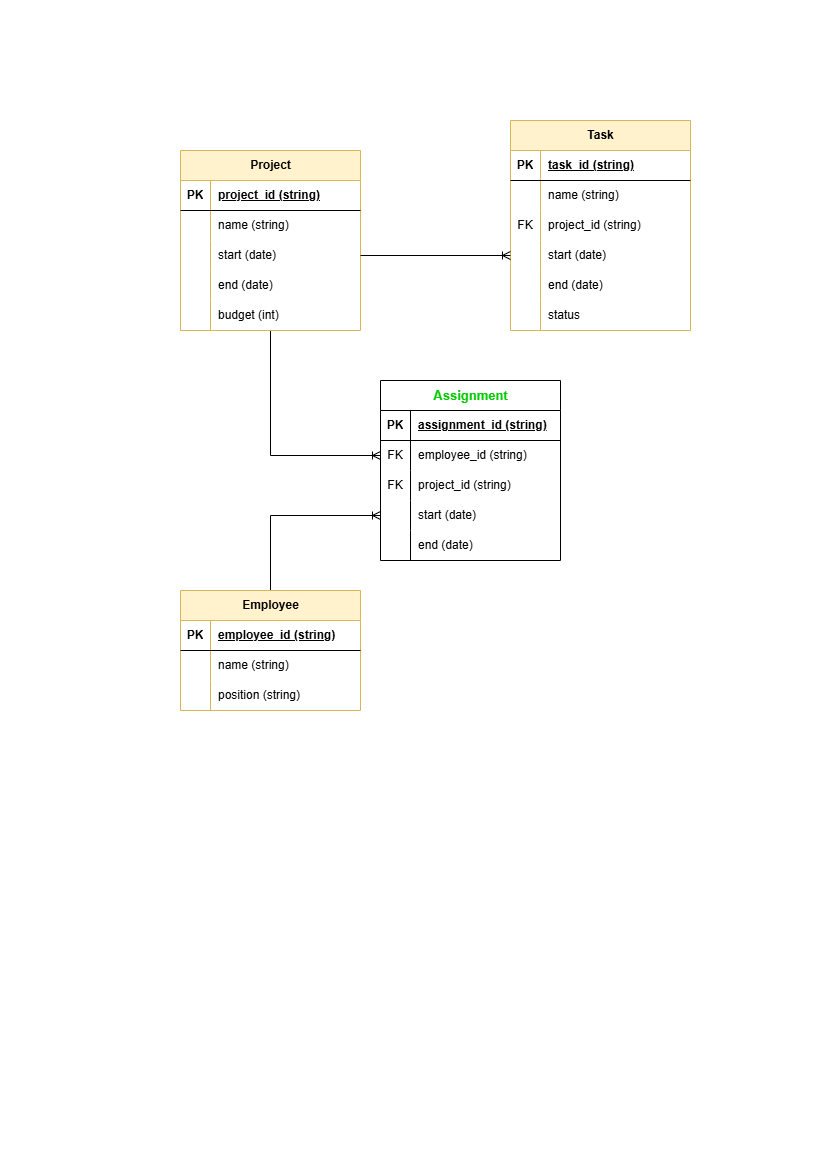 Project
PK project_id (string)
name (string)
start (date)
end (date)
budget (int)
Task
PK task_id (string)
name (string)
FK project_id (string)
start (date)
end (date)
status
Assignment
PK assignment_id (string)
FK employee_id (string)
FK project_id (string)
start (date)
end (date)
Employee
PK employee_id (string)
name (string)
position (string)